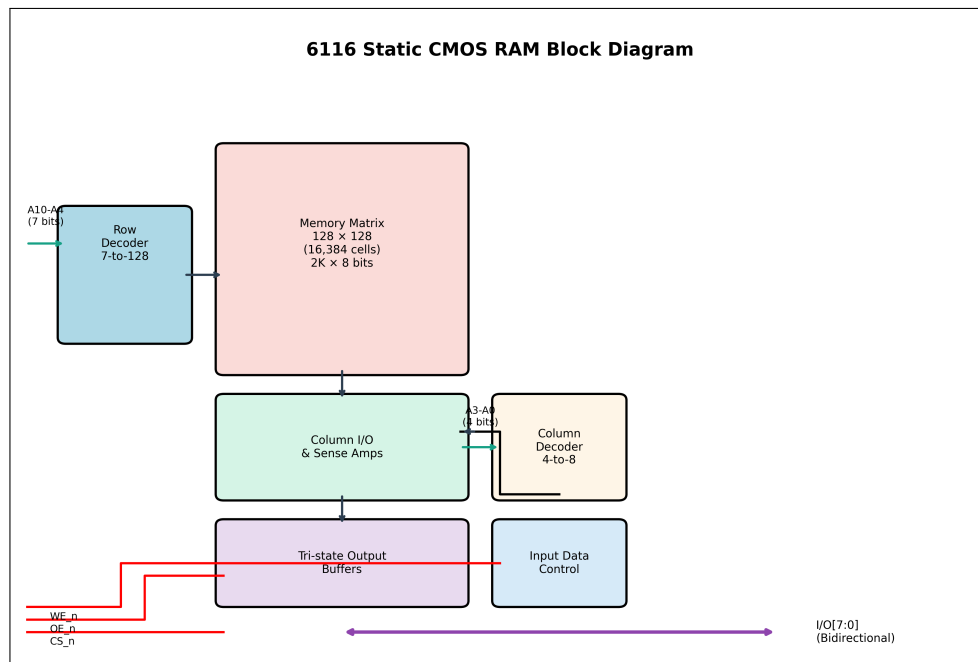 6116 Static CMOS RAM Block Diagram
A10-A4
(7 bits)
Row
Decoder
7-to-128
Memory Matrix
128 × 128
(16,384 cells)
2K × 8 bits
A3-A0
(4 bits)
Column I/O
& Sense Amps
Column
Decoder
4-to-8
Tri-state Output
Buffers
Input Data
Control
WE_n
OE_n
CS_n
I/O[7:0]
(Bidirectional)